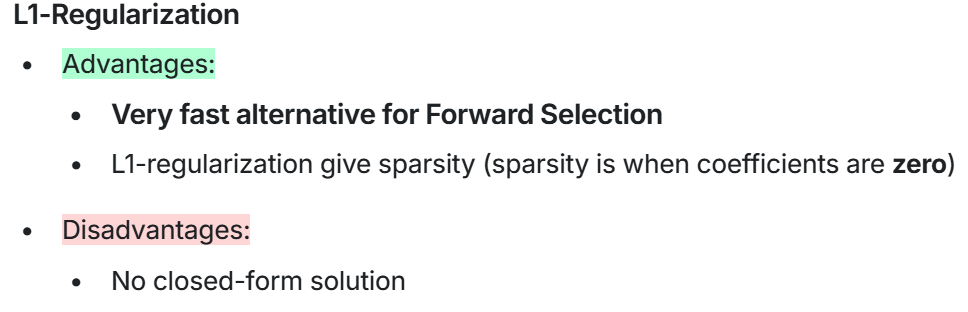 L1-Regularization
• Advantages:
• Very fast alternative for Forward Selection
• L1-regularization give sparsity (sparsity is when coefficients are zero)
• Disadvantages:
• No closed-form solution